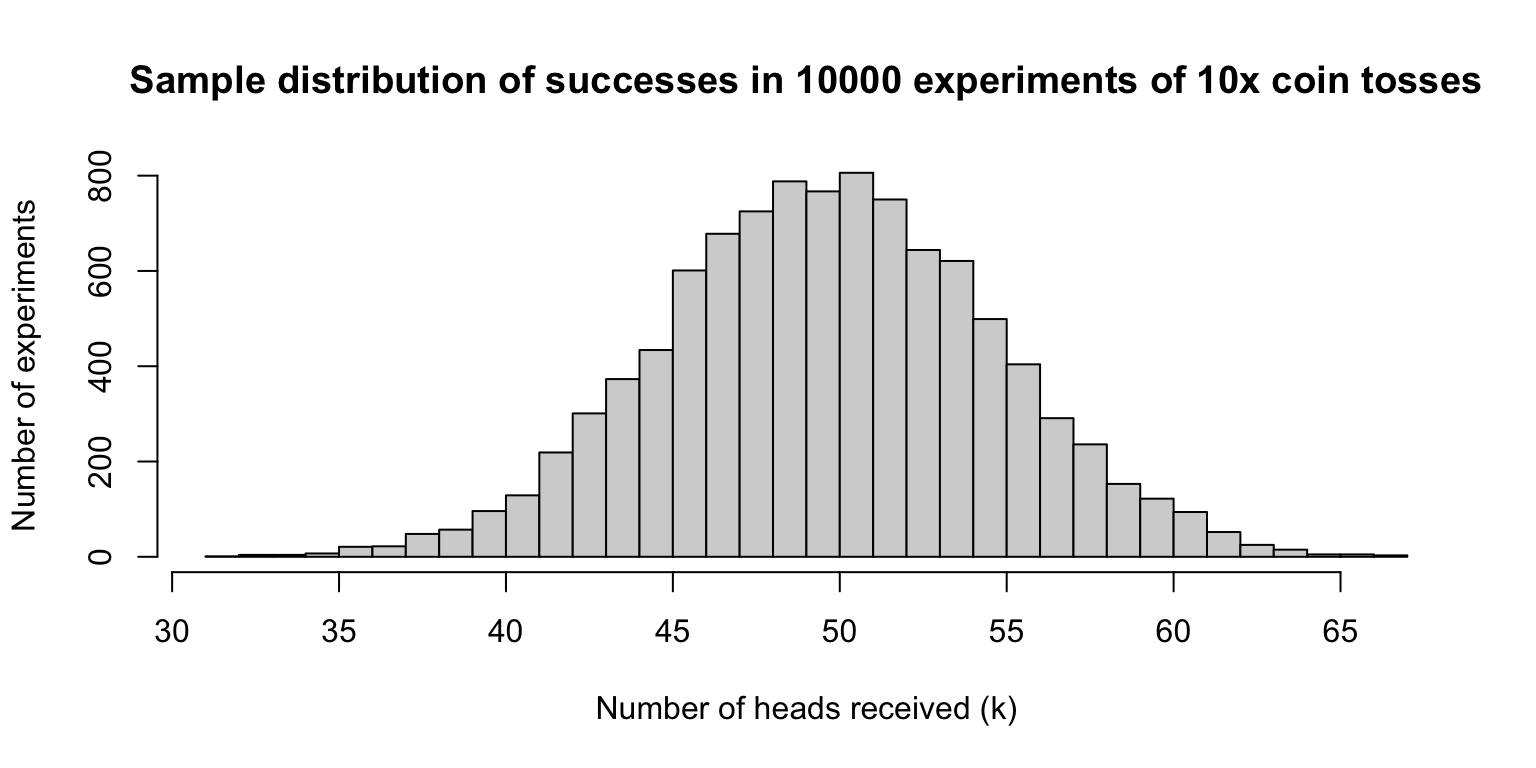 Sample distribution of successes in 10000 experiments of 10x coin tosses
Number of experiments
800
600
400
200
0
30 35 40 45 50 55 60 65
Number of heads received (k)